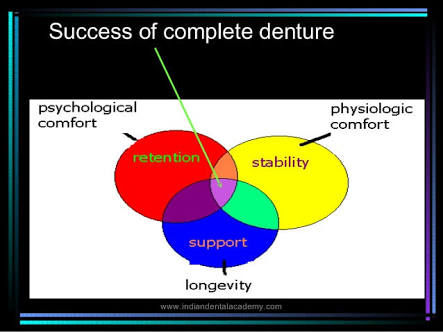 Success of complete denture
psychological
comfort
physiologic
comfort
retention
stability
support
longevity
www.indiandentalacademy.com